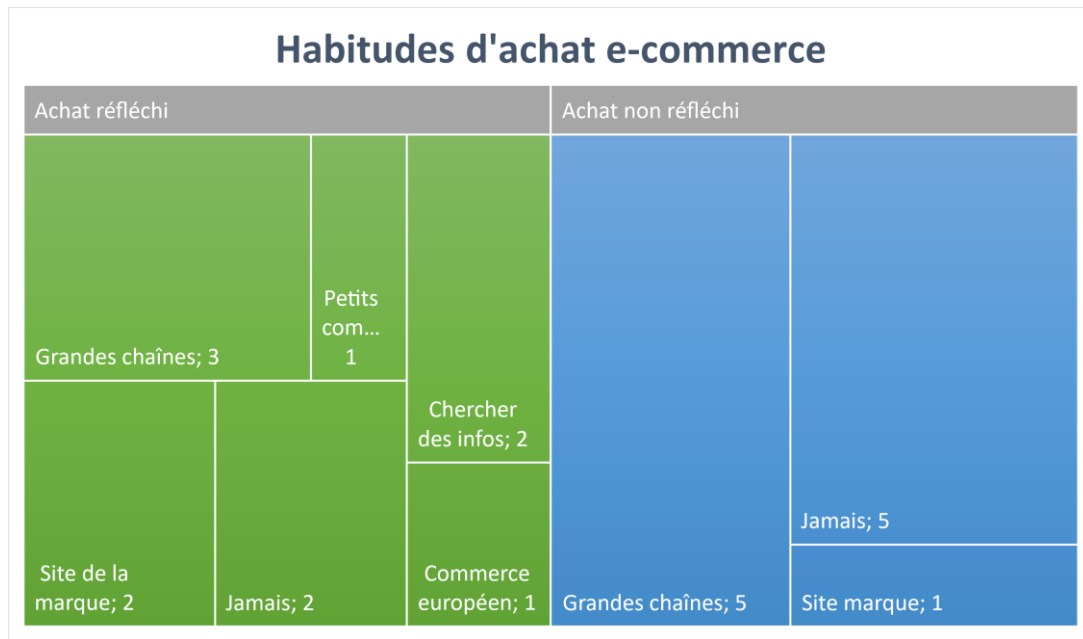 Habitudes d'achat e-commerce
Achat réfléchi
Achat non réfléchi
Grandes chaînes; 3
Petits
com...
1
Chercher
des infos; 2
Site de la
marque; 2
Jamais; 2
Commerce
européen; 1
Grandes chaînes; 5
Jamais; 5
Site marque; 1